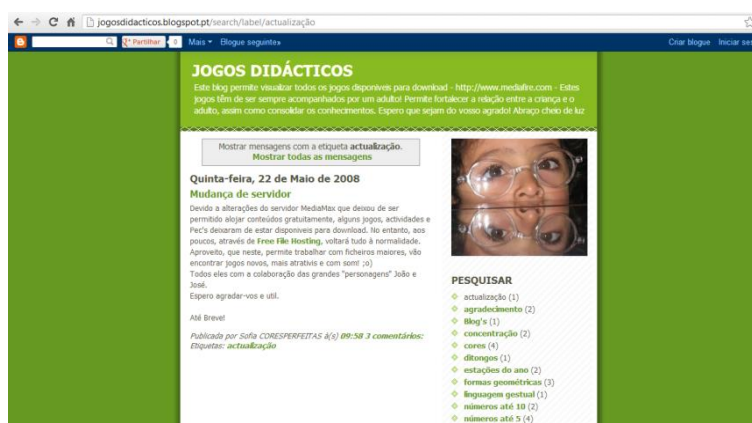 jogosdidacticos.blogspot.pt/search/label/actualização
Partilhar 0 Mais Blogue seguinte» Criar blogue Iniciar se
JOGOS DIDÁCTICOS
Este blog permite visualizar todos os jogos disponiveis para download - http://www.mediafire.com - Estes
jogos têm de ser sempre acompanhados por um adulto! Permite fortalecer a relação entre a criança e o
adulto, assim como consolidar os conhecimentos. Espero que sejam do vosso agrado! Abraço cheio de luz
Mostrar mensagens com a etiqueta actualização.
Mostrar todas as mensagens
Quinta-feira, 22 de Maio de 2008
Mudança de servidor
Devido a alterações do servidor MediaMax que deixou de ser
permitido alojar conteúdos gratuitamente, alguns jogos, actividades e
Pec's deixaram de estar disponiveis para download. No entanto, aos
poucos, através de Free File Hosting, voltará tudo à normalidade.
Aproveito, que neste, permite trabalhar com ficheiros maiores, vão
encontrar jogos novos, mais atrativis e com som! ;o)
Todos eles com a colaboração das grandes "personagens" João e
José.
Espero agradar-vos e util.
Até Breve!
Publicada por Sofia CORESPERFEITAS à(s) 09:58 3 comentários:
Etiquetas: actualização
PESQUISAR
actualização (1)
agradecimento (2)
Blog's (1)
concentração (2)
cores (4)
ditongos (1)
estações do ano (2)
formas geométricas (3)
linguagem gestual (1)
números até 10 (2)
números até 5 (4)